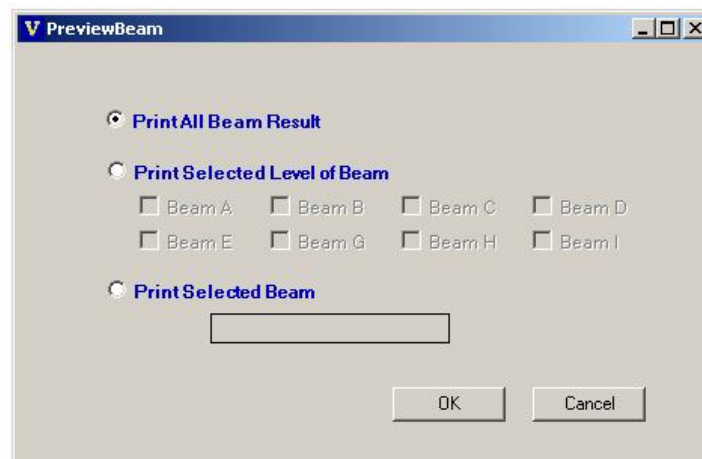 V PreviewBeam
Print All Beam Result
Print Selected Level of Beam
Beam A Beam B Beam C Beam D
Beam E Beam G Beam H Beam I
Print Selected Beam
OK Cancel